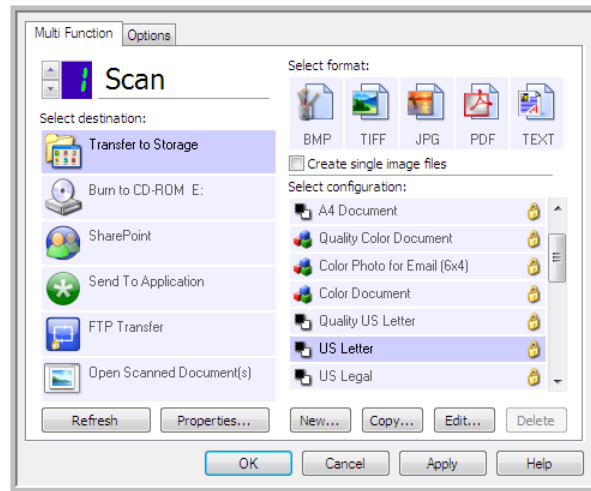 Multi Function
Options
1
Scan
Select destination:
Transfer to Storage
Burn to CD-ROM E:
SharePoint
Send To Application
FTP Transfer
Open Scanned Document(s)
Refresh
Properties...
Select format:
BMP
TIFF
JPG
PDF
TEXT
Create single image files
Select configuration:
A4 Document
Quality Color Document
Color Photo for Email (6x4)
Color Document
Quality US Letter
US Letter
US Legal
New...
Copy...
Edit...
Delete
OK
Cancel
Apply
Help